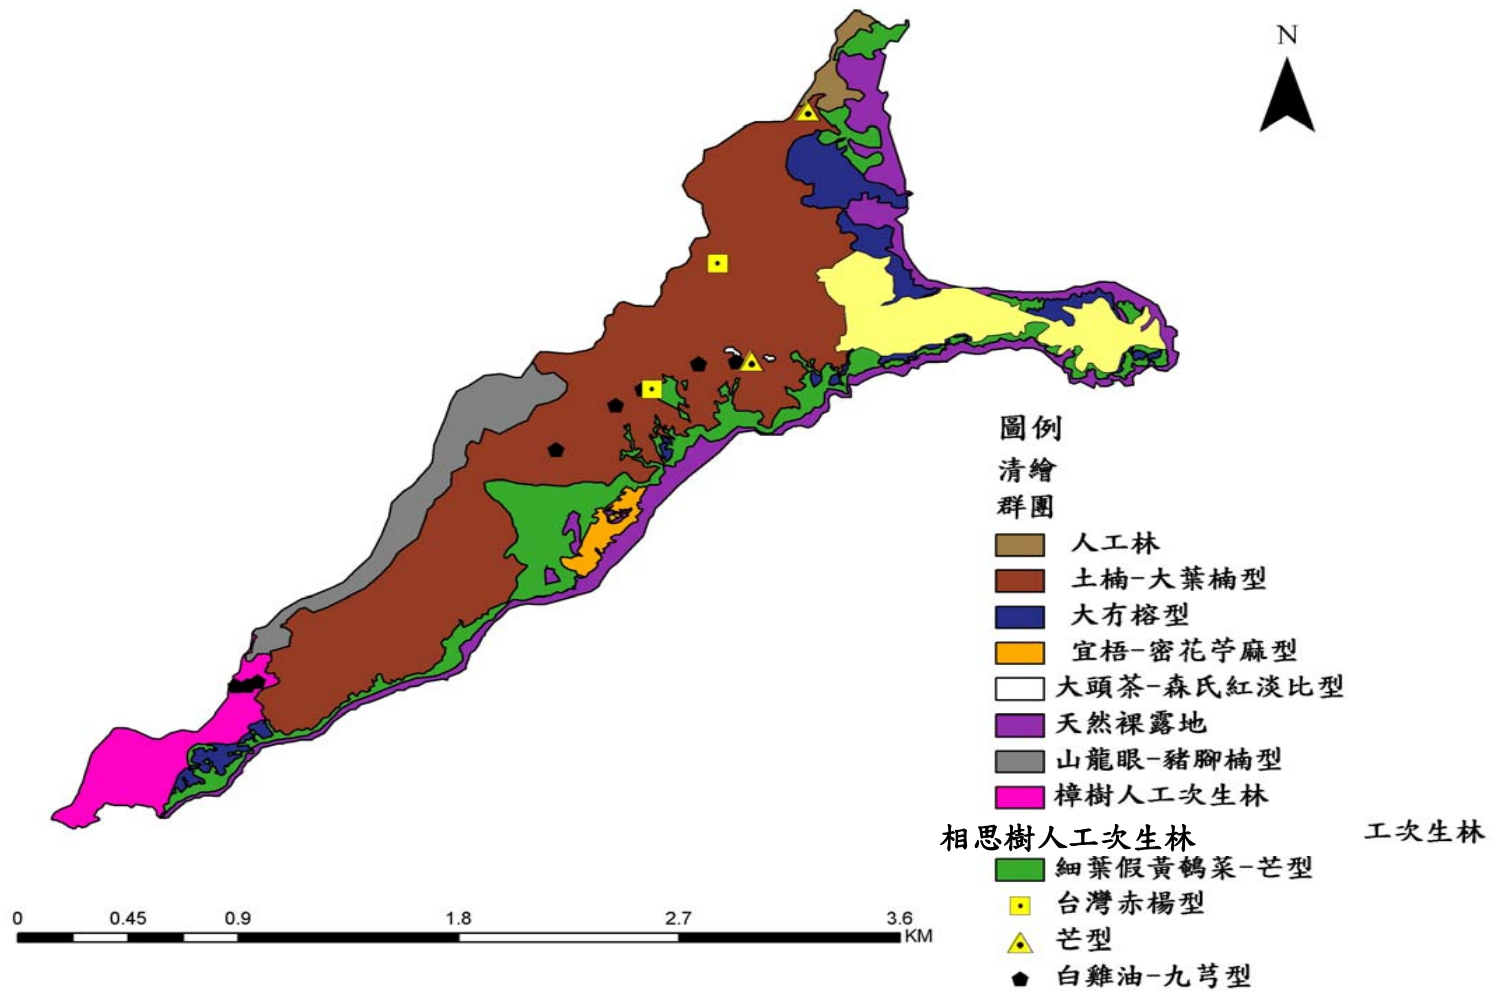 N
圖例
清繪
群團
人工林
土楠-大葉楠型
大冇榕型
宜梧-密花苧麻型
大頭茶-森氏紅淡比型
天然裸露地
山龍眼-豬腳楠型
樟樹人工次生林
相思樹人工次生林 工次生林
細葉假黃鵪菜-芒型
台灣赤楊型
芒型
白雞油-九芎型
0 0.45 0.9 1.8 2.7 3.6
KM